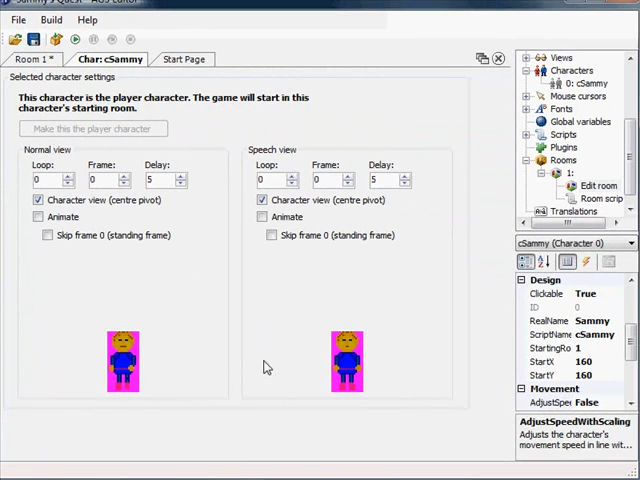 Sammy's Quest - AGS Editor
File Build Help
Room 1 * Char: cSammy Start Page
Selected character settings
This character is the player character. The game will start in this
character's starting room.
Make this the player character
Normal view
Loop: Frame: Delay:
0 0 5
Character view (centre pivot)
Animate
Skip frame 0 (standing frame)
Speech view
Loop: Frame: Delay:
0 0 5
Character view (centre pivot)
Animate
Skip frame 0 (standing frame)
Views
Characters
0: cSammy
Mouse cursors
Fonts
Global variables
Scripts
Plugins
Rooms
1:
Edit room
Room scrip
Translations
cSammy (Character 0)
Design
Clickable True
ID 0
RealName Sammy
ScriptName cSammy
StartingRo 1
StartX 160
StartY 160
Movement
AdjustSpee False
AdjustSpeedWithScaling
Adjusts the character's
movement speed in line wit...